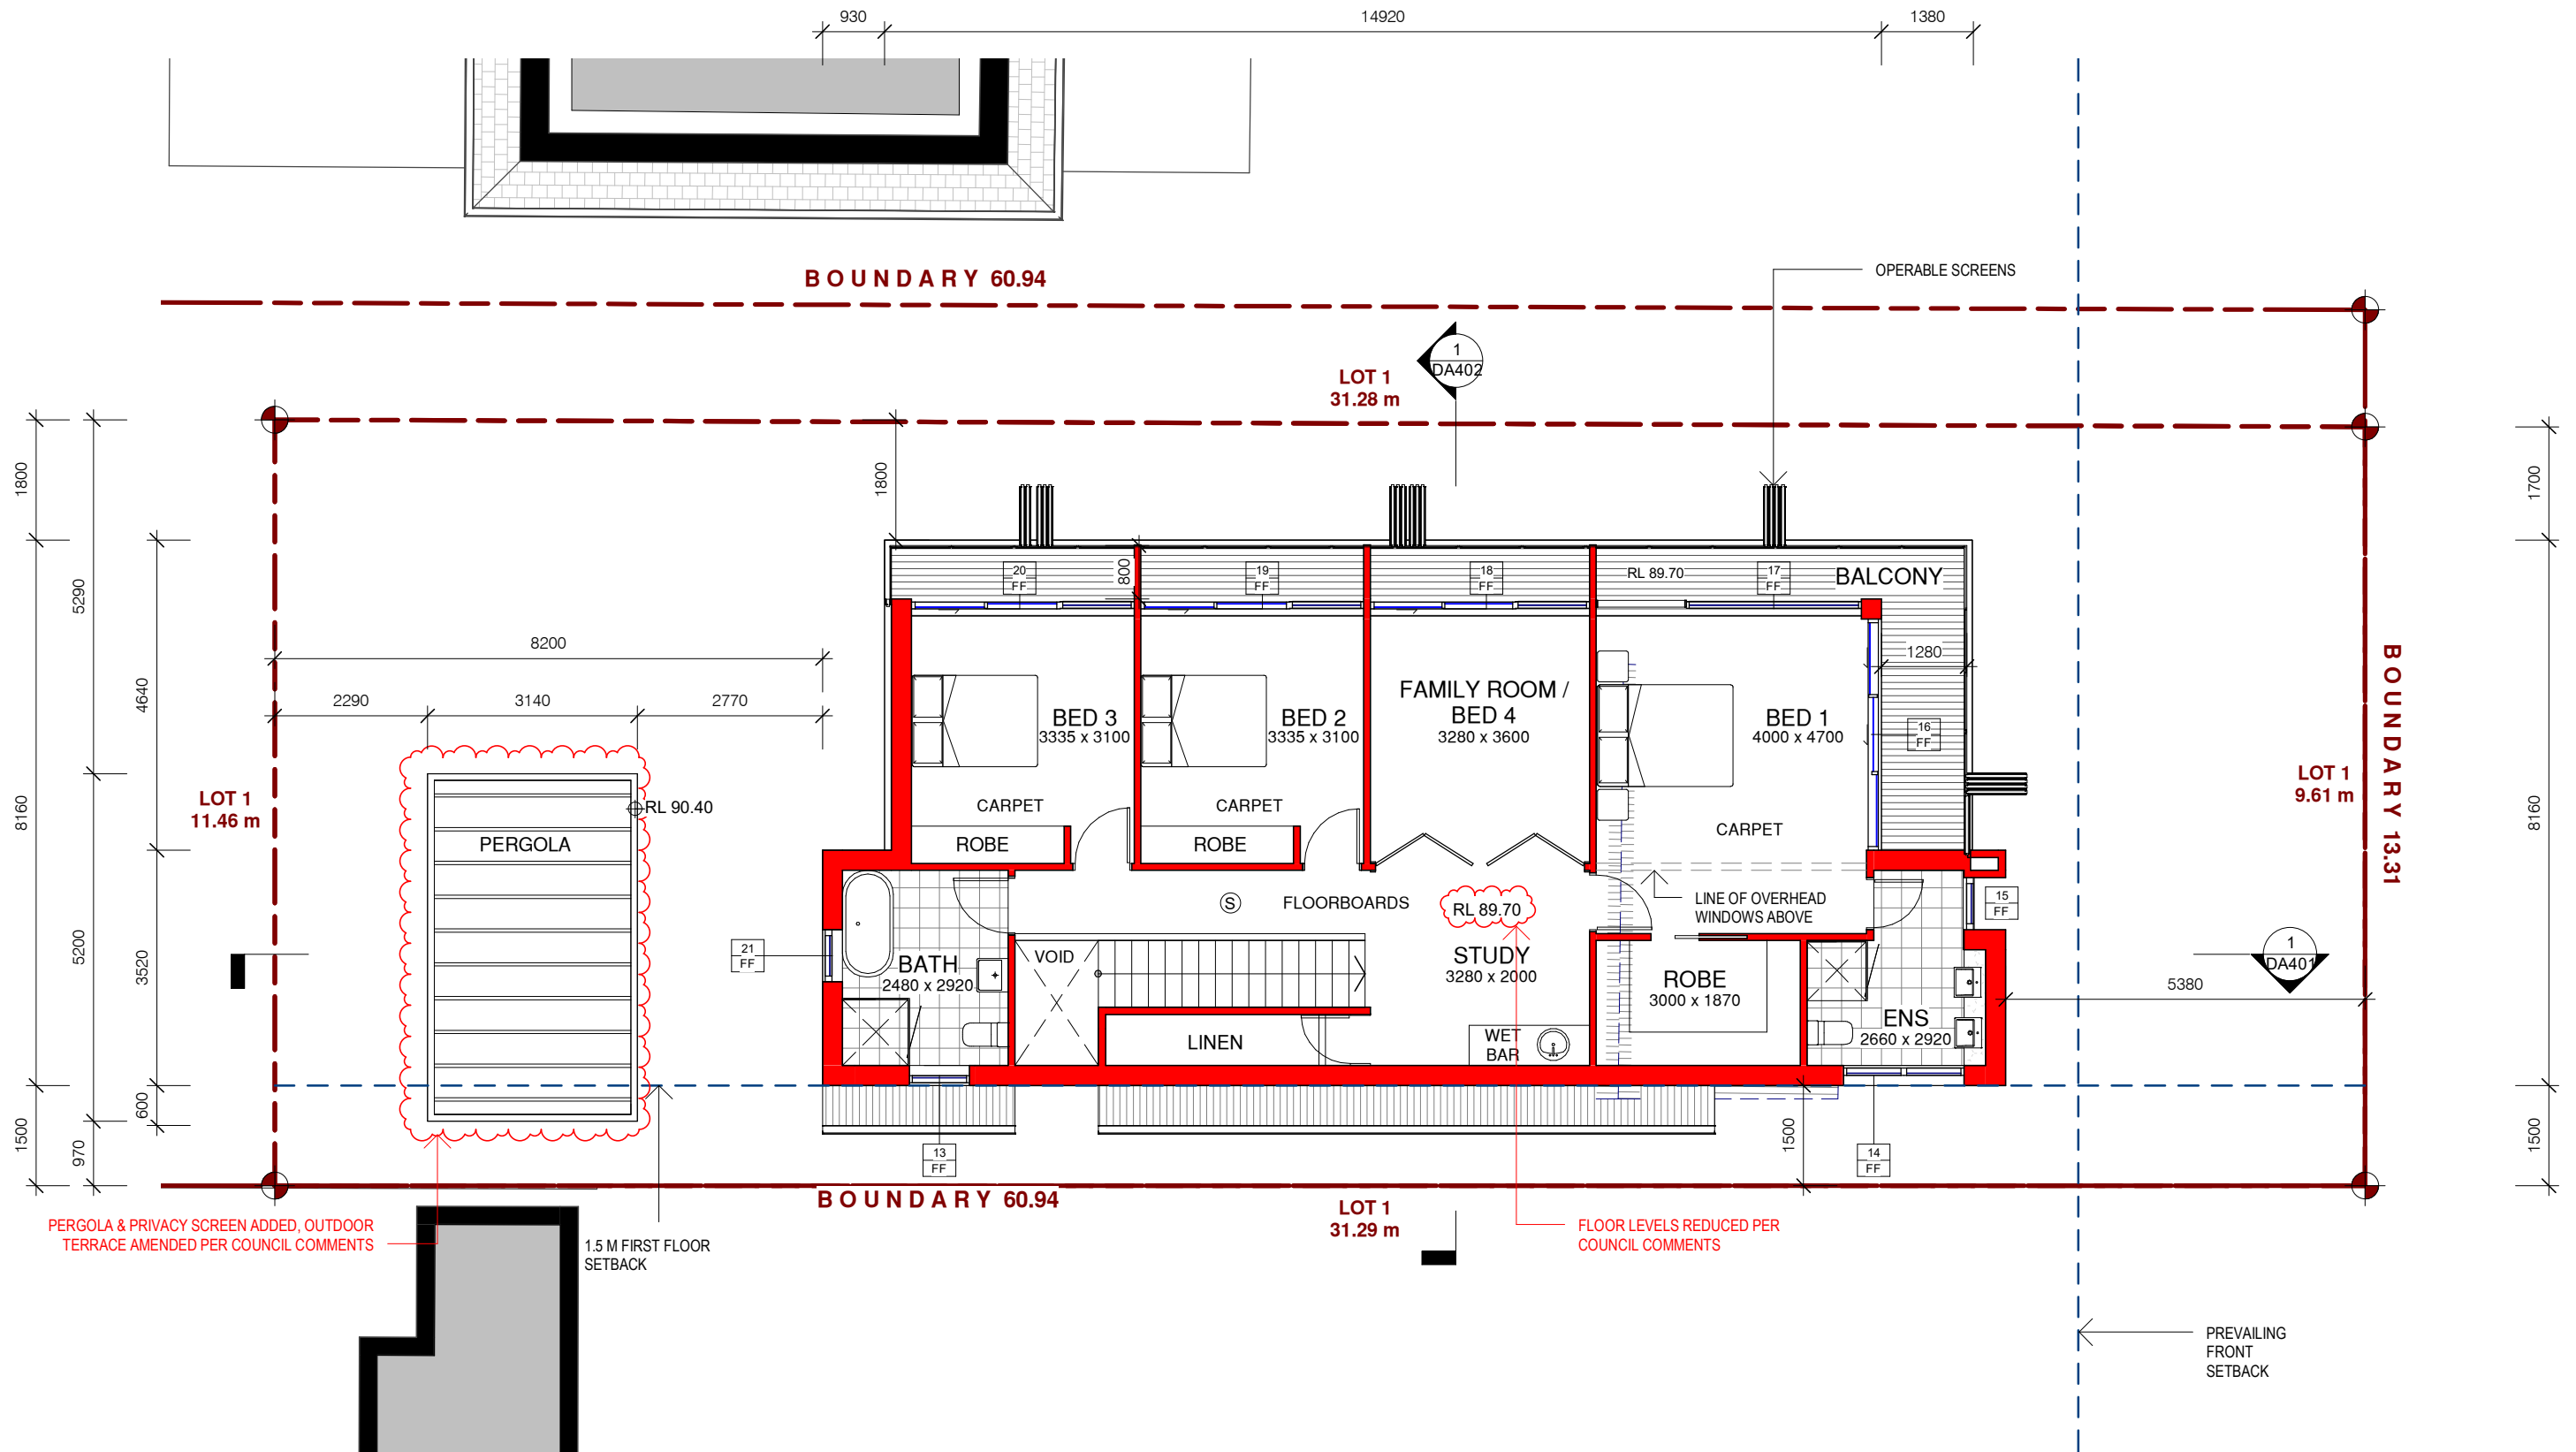 930
14920
1380
BOUNDARY 60.94
OPERABLE SCREENS
1
DA402
LOT 1
31.28 m
1800
1800
1700
20
FF
800
19
FF
18
FF
RL 89.70
17
FF
BALCONY
5290
8200
1280
BOUNDARY 13.31
4640
2290
3140
2770
FAMILY ROOM /
BED 4
3280 x 3600
BED 3
3335 x 3100
BED 2
3335 x 3100
BED 1
4000 x 4700
16
FF
LOT 1
11.46 m
RL 90.40
LOT 1
9.61 m
8160
8160
CARPET
CARPET
CARPET
PERGOLA
ROBE
ROBE
S
FLOORBOARDS
RL 89.70
LINE OF OVERHEAD
WINDOWS ABOVE
15
FF
5200
3520
21
FF
BATH
2480 x 2920
VOID
STUDY
3280 x 2000
ROBE
3000 x 1870
1
DA401
5380
ENS
2660 x 2920
LINEN
WET
BAR
600
1500
970
1500
1500
13
FF
14
FF
BOUNDARY 60.94
LOT 1
31.29 m
PERGOLA & PRIVACY SCREEN ADDED, OUTDOOR
TERRACE AMENDED PER COUNCIL COMMENTS
1.5 M FIRST FLOOR
SETBACK
FLOOR LEVELS REDUCED PER
COUNCIL COMMENTS
PREVAILING
FRONT
SETBACK